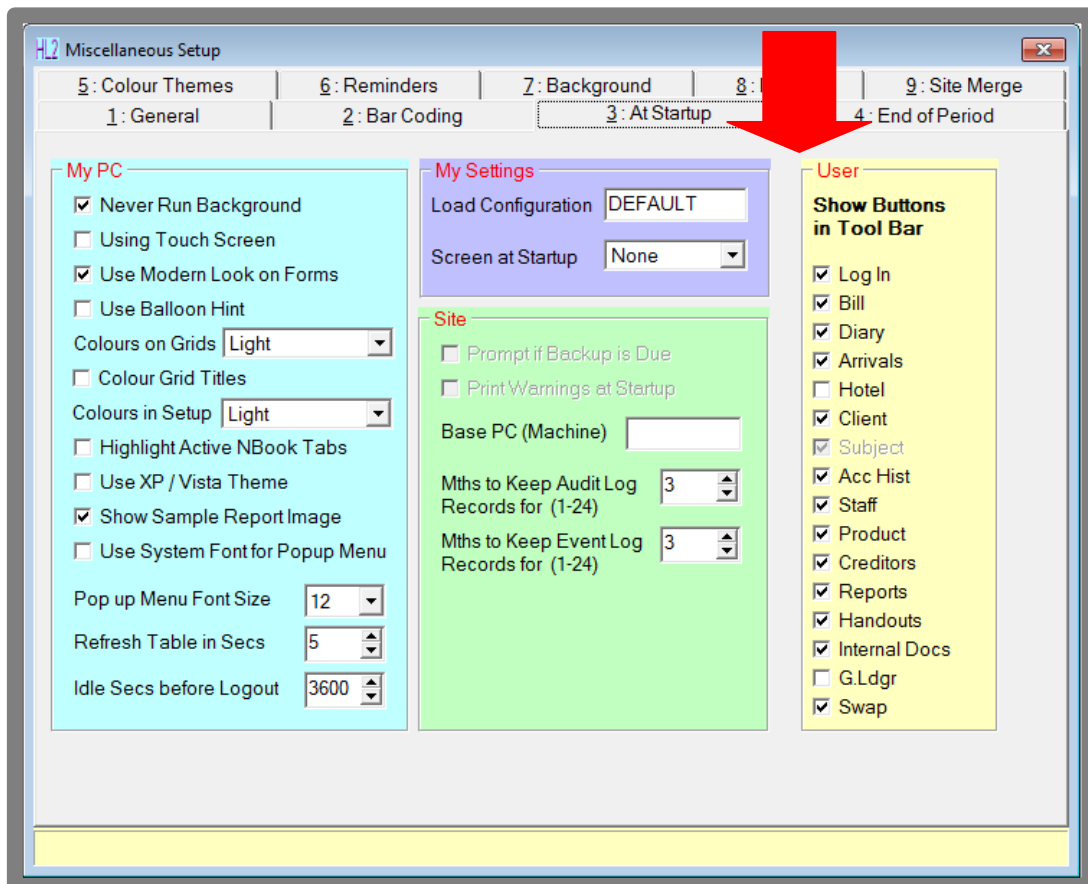 HL2 Miscellaneous Setup
5 : Colour Themes
6 : Reminders
7 : Background
8 :
9 : Site Merge
1 : General
2 : Bar Coding
3 : At Startup
4 : End of Period
My PC
Never Run Background
Using Touch Screen
Use Modern Look on Forms
Use Balloon Hint
Colours on Grids Light
Colour Grid Titles
Colours in Setup Light
Highlight Active NBook Tabs
Use XP / Vista Theme
Show Sample Report Image
Use System Font for Popup Menu
Pop up Menu Font Size 12
Refresh Table in Secs 5
Idle Secs before Logout 3600
My Settings
Load Configuration DEFAULT
Screen at Startup None
Site
Prompt if Backup is Due
Print Warnings at Startup
Base PC (Machine)
Mths to Keep Audit Log 3
Records for (1-24)
Mths to Keep Event Log 3
Records for (1-24)
User
Show Buttons
in Tool Bar
Log In
Bill
Diary
Arrivals
Hotel
Client
Subject
Acc Hist
Staff
Product
Creditors
Reports
Handouts
Internal Docs
G.Ldgr
Swap